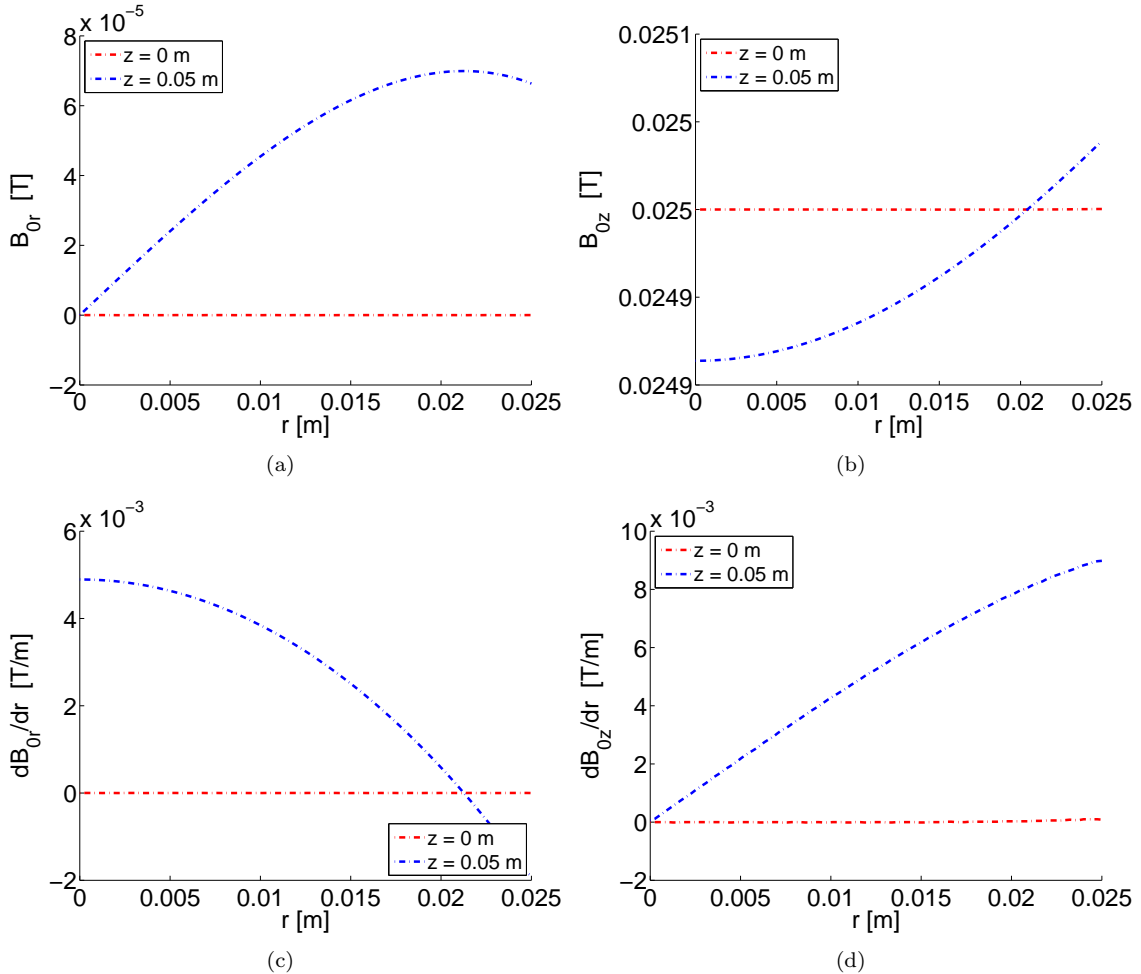 x 10⁻⁵
8
6
4
2
0
−2
B₀ᵣ [T]
z = 0 m
z = 0.05 m
0 0.005 0.01 0.015 0.02 0.025
r [m]
(a)
0.0251
0.025
0.025
0.0249
0.0249
B₀z [T]
z = 0 m
z = 0.05 m
0 0.005 0.01 0.015 0.02 0.025
r [m]
(b)
x 10⁻³
6
4
2
0
−2
dB₀ᵣ/dr [T/m]
z = 0 m
z = 0.05 m
0 0.005 0.01 0.015 0.02 0.025
r [m]
(c)
x 10⁻³
10
8
6
4
2
0
−2
dB₀z/dr [T/m]
z = 0 m
z = 0.05 m
0 0.005 0.01 0.015 0.02 0.025
r [m]
(d)